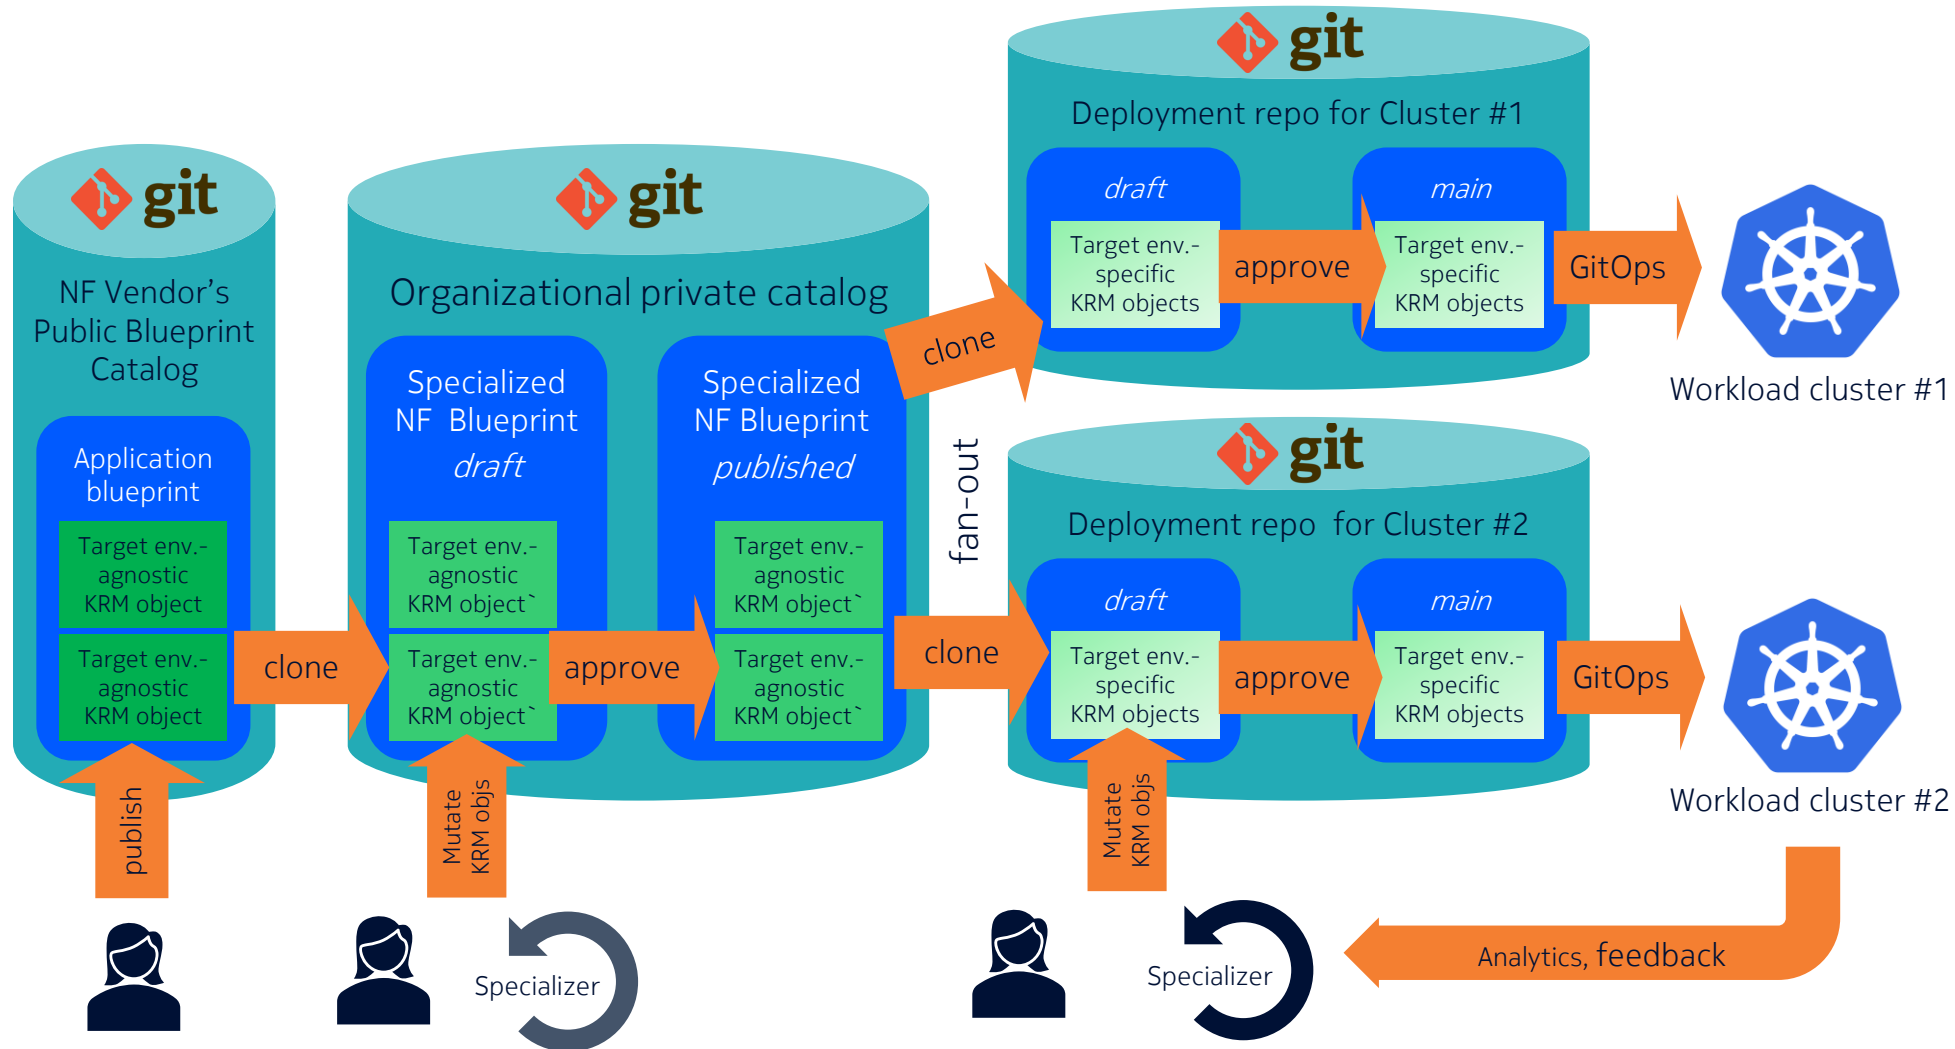 git
NF Vendor's
Public Blueprint
Catalog
Application
blueprint
Target env.-
agnostic
KRM object
Target env.-
agnostic
KRM object
publish
clone
git
Organizational private catalog
Specialized
NF Blueprint
draft
Target env.-
agnostic
KRM object`
Target env.-
agnostic
KRM object`
Mutate
KRM objs
Specializer
approve
Specialized
NF Blueprint
published
Target env.-
agnostic
KRM object`
Target env.-
agnostic
KRM object`
clone
fan-out
clone
git
Deployment repo for Cluster #1
draft
Target env.-
specific
KRM objects
approve
main
Target env.-
specific
KRM objects
GitOps
Workload cluster #1
git
Deployment repo for Cluster #2
draft
Target env.-
specific
KRM objects
approve
main
Target env.-
specific
KRM objects
GitOps
Workload cluster #2
Mutate
KRM objs
Specializer
Analytics, feedback